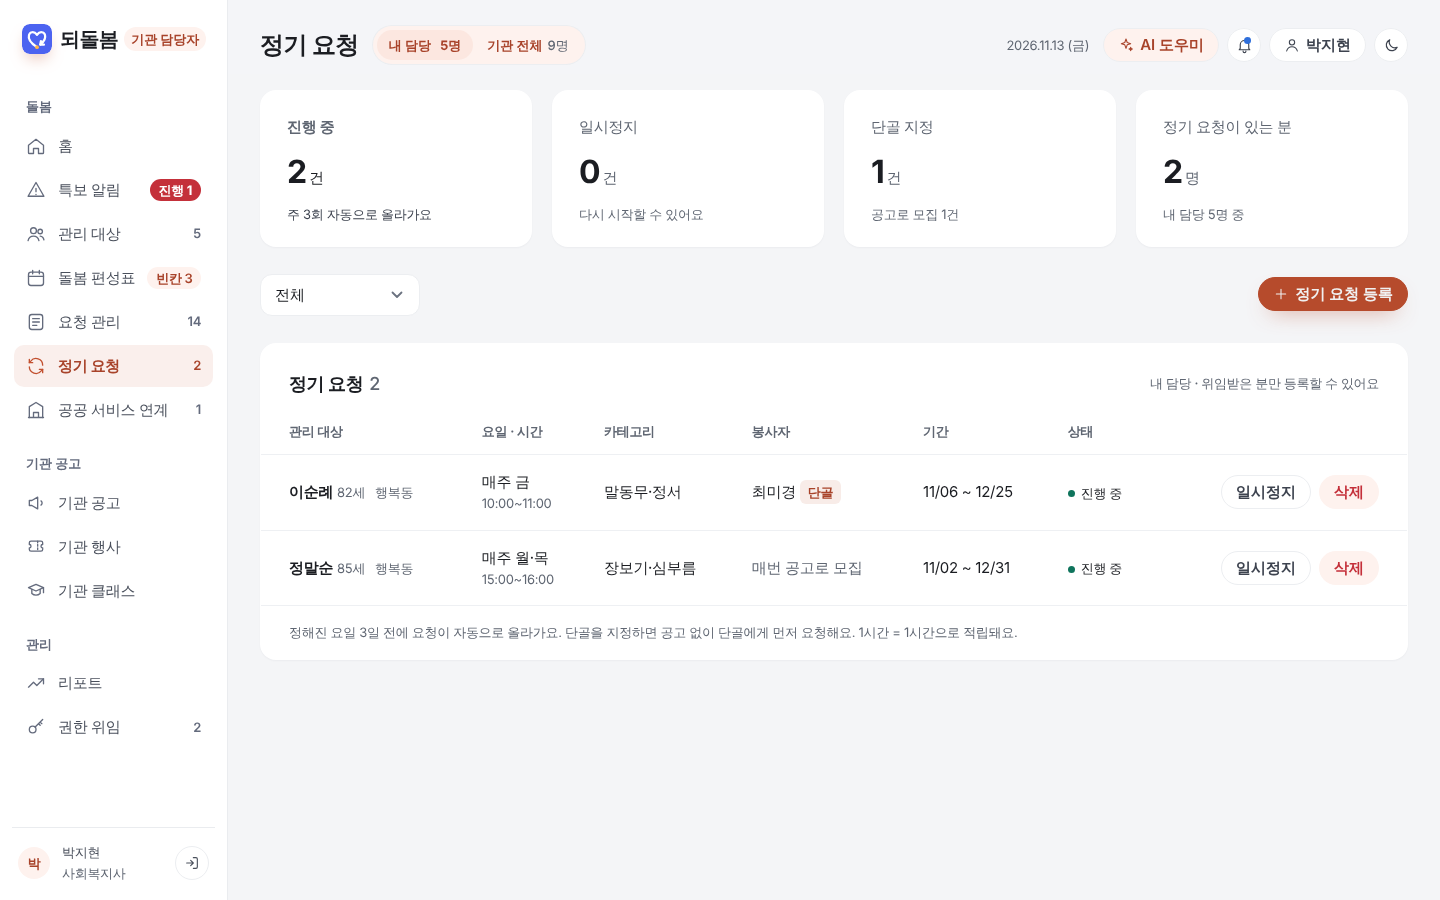 되돌봄 기관 담당자
돌봄
홈
특보 알림 진행 1
관리 대상 5
돌봄 편성표 빈칸 3
요청 관리 14
정기 요청 2
공공 서비스 연계 1
기관 공고
기관 공고
기관 행사
기관 클래스
관리
리포트
권한 위임 2
박 박지현
사회복지사
정기 요청 내 담당 5명 기관 전체 9명 2026.11.13 (금) AI 도우미 박지현
진행 중
2건
주 3회 자동으로 올라가요
일시정지
0건
다시 시작할 수 있어요
단골 지정
1건
공고로 모집 1건
정기 요청이 있는 분
2명
내 담당 5명 중
전체 + 정기 요청 등록
정기 요청 2 내 담당 · 위임받은 분만 등록할 수 있어요
관리 대상 요일 · 시간 카테고리 봉사자 기간 상태
이순례 82세 행복동 매주 금 10:00~11:00 말동무·정서 최미경 단골 11/06 ~ 12/25 진행 중 일시정지 삭제
정말순 85세 행복동 매주 월·목 15:00~16:00 장보기·심부름 매번 공고로 모집 11/02 ~ 12/31 진행 중 일시정지 삭제
정해진 요일 3일 전에 요청이 자동으로 올라가요. 단골을 지정하면 공고 없이 단골에게 먼저 요청해요. 1시간 = 1시간으로 적립돼요.